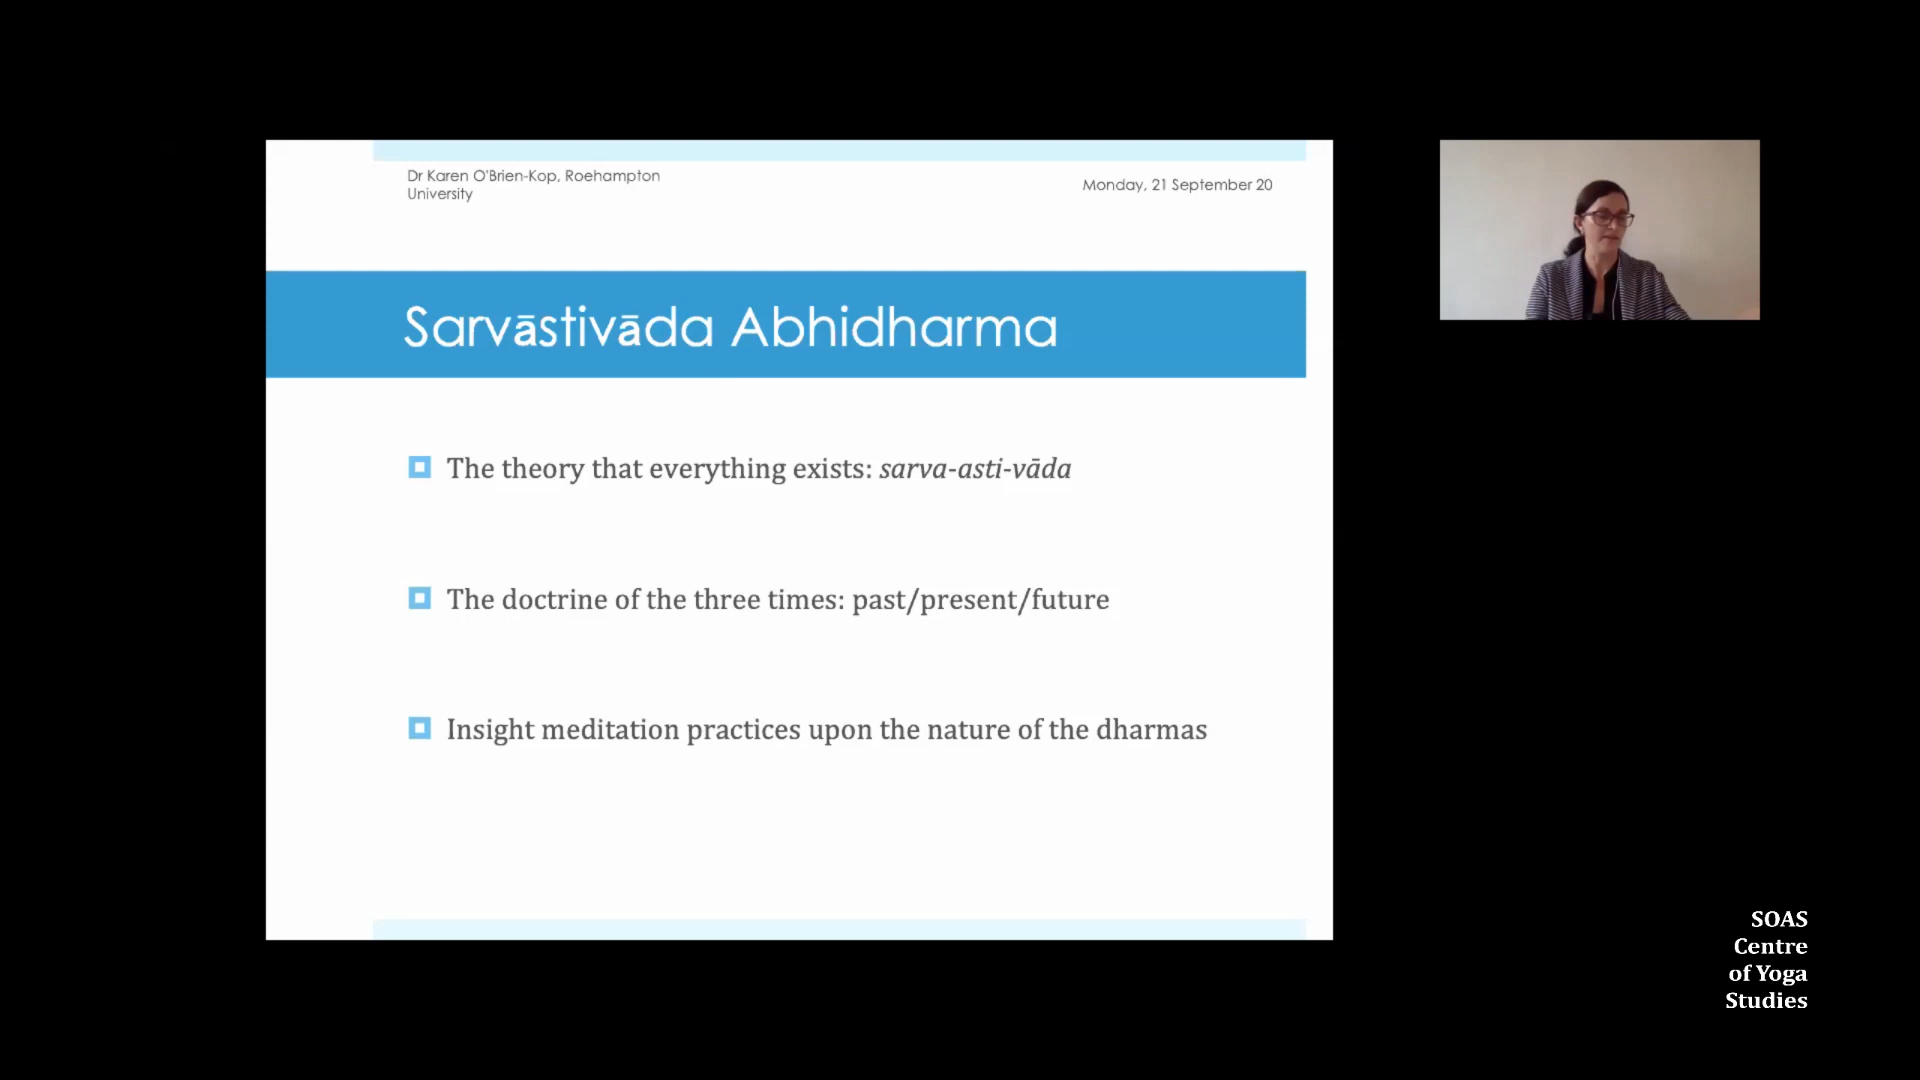 Dr Karen O'Brien-Kop, Roehampton
University
Monday, 21 September 20
Sarvāstivāda Abhidharma
The theory that everything exists: sarva-asti-vāda
The doctrine of the three times: past/present/future
Insight meditation practices upon the nature of the dharmas
SOAS
Centre
of Yoga
Studies